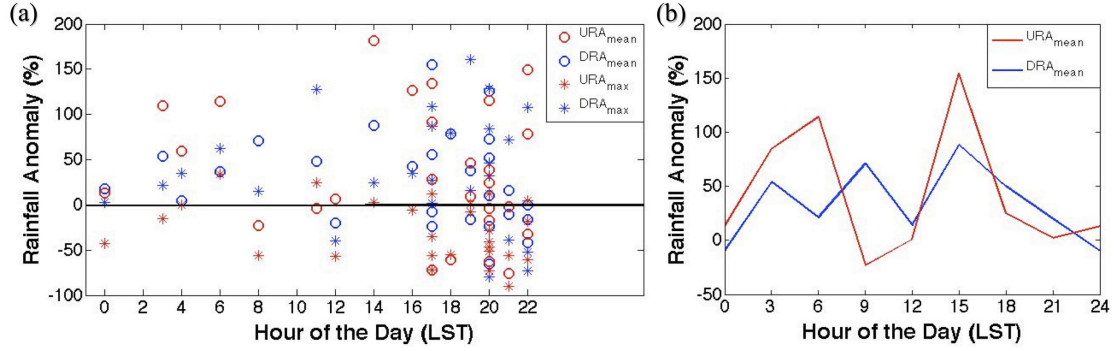 (a)
200
150
100
50
0
-50
-100
0 2 4 6 8 10 12 14 16 18 20 22
Rainfall Anomaly (%)
Hour of the Day (LST)
URAmean
DRAmean
URAmax
DRAmax
(b)
200
150
100
50
0
-50
0 3 6 9 12 15 18 21 24
Rainfall Anomaly (%)
Hour of the Day (LST)
URAmean
DRAmean